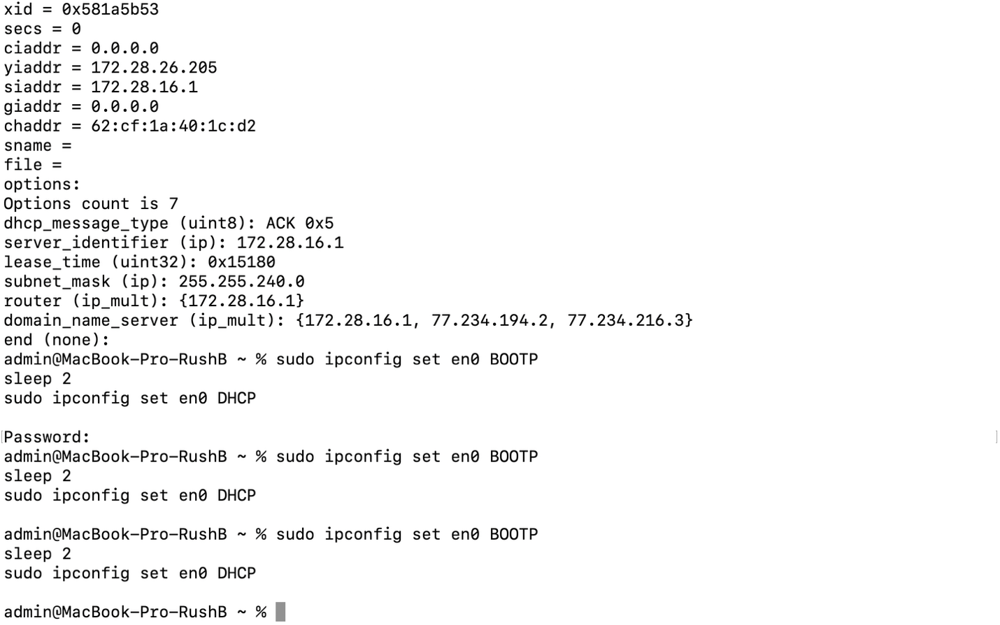 xid = 0x581a5b53
secs = 0
ciaddr = 0.0.0.0
yiaddr = 172.28.26.205
siaddr = 172.28.16.1
giaddr = 0.0.0.0
chaddr = 62:cf:1a:40:1c:d2
sname =
file =
options:
Options count is 7
dhcp_message_type (uint8): ACK 0x5
server_identifier (ip): 172.28.16.1
lease_time (uint32): 0x15180
subnet_mask (ip): 255.255.240.0
router (ip_mult): {172.28.16.1}
domain_name_server (ip_mult): {172.28.16.1, 77.234.194.2, 77.234.216.3}
end (none):
admin@MacBook-Pro-RushB ~ % sudo ipconfig set en0 BOOTP
sleep 2
sudo ipconfig set en0 DHCP
Password:
admin@MacBook-Pro-RushB ~ % sudo ipconfig set en0 BOOTP
sleep 2
sudo ipconfig set en0 DHCP
admin@MacBook-Pro-RushB ~ % sudo ipconfig set en0 BOOTP
sleep 2
sudo ipconfig set en0 DHCP
admin@MacBook-Pro-RushB ~ %